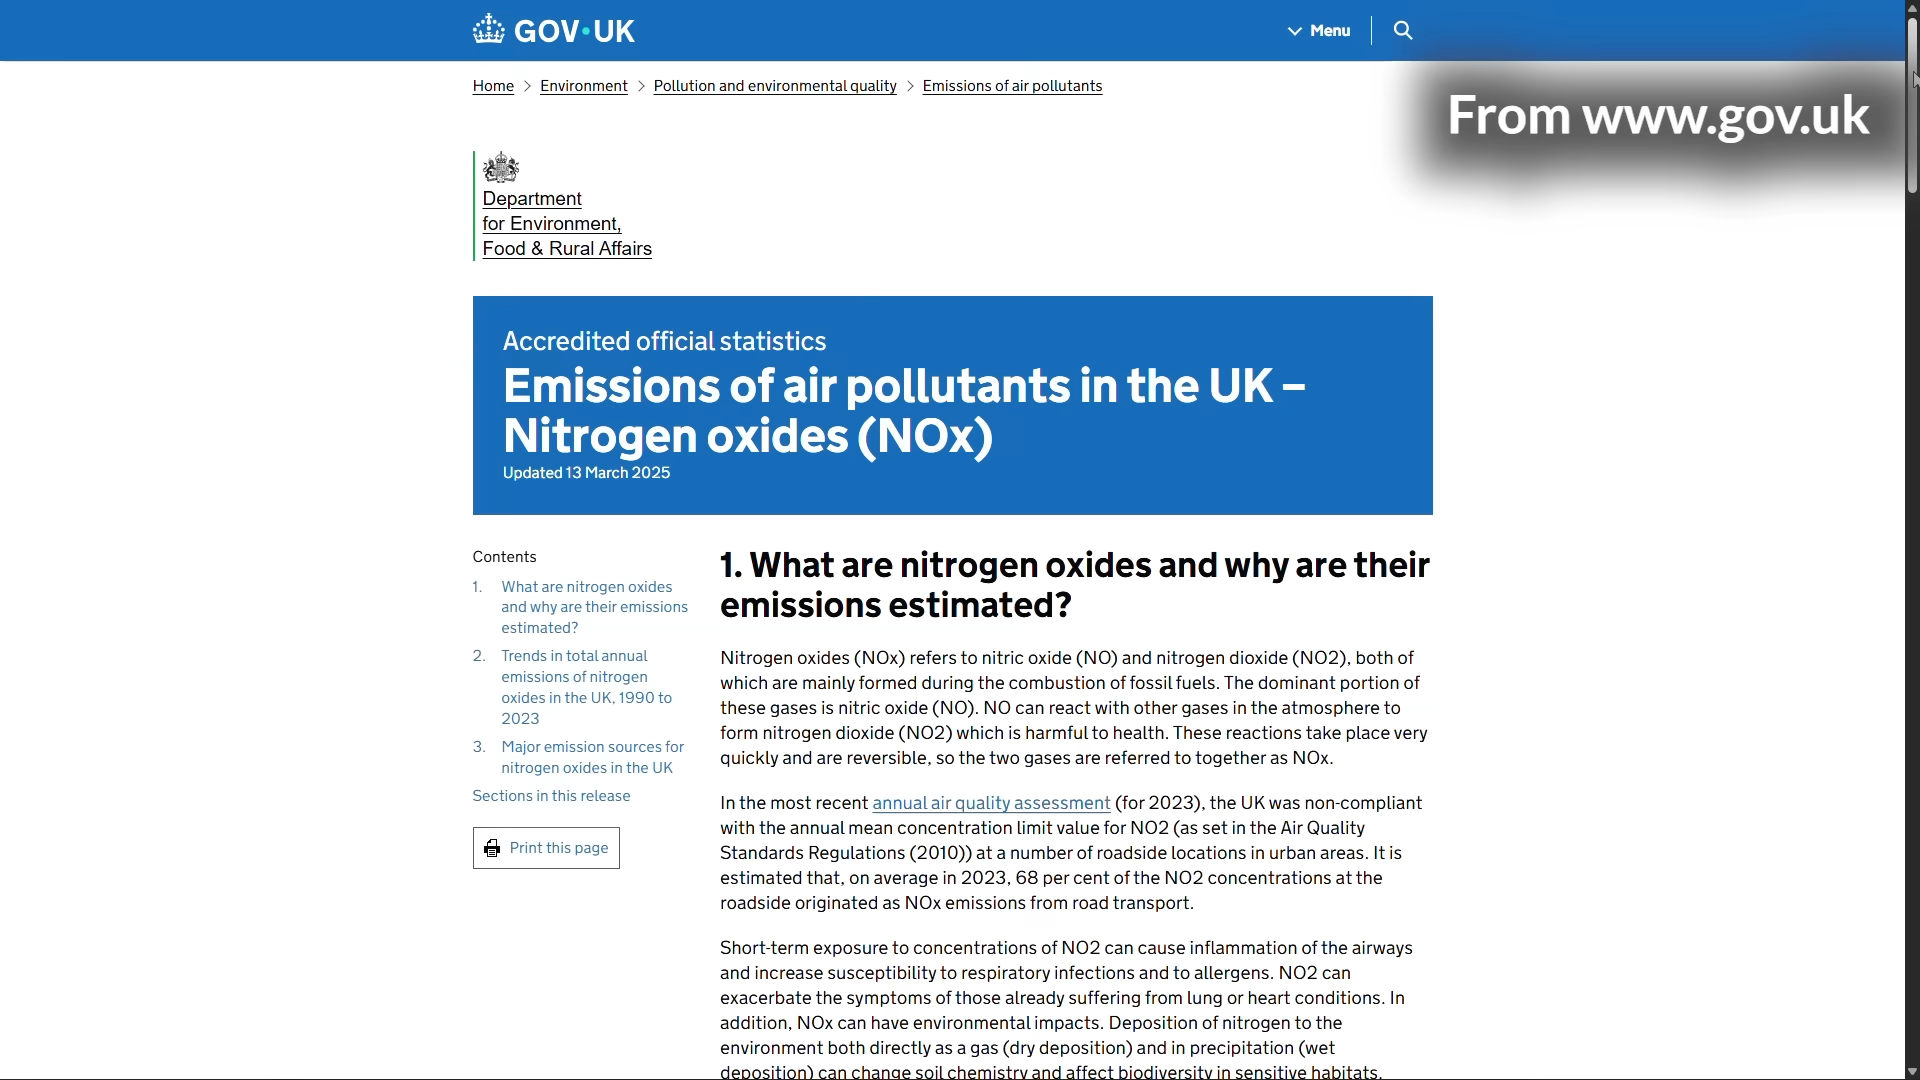 GOV•UK
Menu
Home > Environment > Pollution and environmental quality > Emissions of air pollutants
From www.gov.uk
Department
for Environment,
Food & Rural Affairs
Accredited official statistics
Emissions of air pollutants in the UK –
Nitrogen oxides (NOx)
Updated 13 March 2025
Contents
1. What are nitrogen oxides
and why are their emissions
estimated?
2. Trends in total annual
emissions of nitrogen
oxides in the UK, 1990 to
2023
3. Major emission sources for
nitrogen oxides in the UK
Sections in this release
Print this page
1. What are nitrogen oxides and why are their
emissions estimated?
Nitrogen oxides (NOx) refers to nitric oxide (NO) and nitrogen dioxide (NO2), both of
which are mainly formed during the combustion of fossil fuels. The dominant portion of
these gases is nitric oxide (NO). NO can react with other gases in the atmosphere to
form nitrogen dioxide (NO2) which is harmful to health. These reactions take place very
quickly and are reversible, so the two gases are referred to together as NOx.
In the most recent annual air quality assessment (for 2023), the UK was non-compliant
with the annual mean concentration limit value for NO2 (as set in the Air Quality
Standards Regulations (2010)) at a number of roadside locations in urban areas. It is
estimated that, on average in 2023, 68 per cent of the NO2 concentrations at the
roadside originated as NOx emissions from road transport.
Short-term exposure to concentrations of NO2 can cause inflammation of the airways
and increase susceptibility to respiratory infections and to allergens. NO2 can
exacerbate the symptoms of those already suffering from lung or heart conditions. In
addition, NOx can have environmental impacts. Deposition of nitrogen to the
environment both directly as a gas (dry deposition) and in precipitation (wet
deposition) can change soil chemistry and affect biodiversity in sensitive habitats.